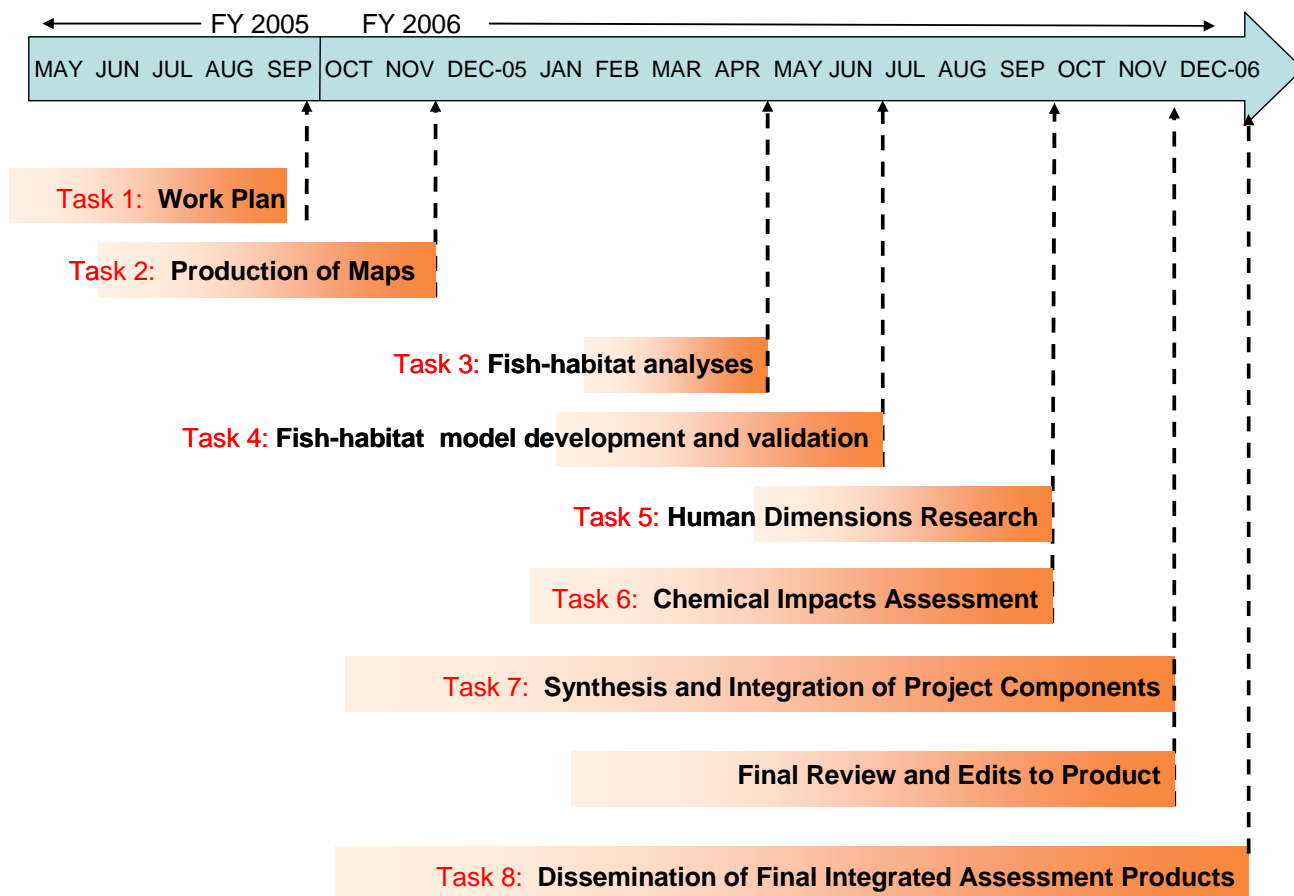 FY 2005 FY 2006
MAY JUN JUL AUG SEP OCT NOV DEC-05 JAN FEB MAR APR MAY JUN JUL AUG SEP OCT NOV DEC-06
Task 1: Work Plan
Task 2: Production of Maps
Task 3: Fish-habitat analyses
Task 4: Fish-habitat model development and validation
Task 5: Human Dimensions Research
Task 6: Chemical Impacts Assessment
Task 7: Synthesis and Integration of Project Components
Final Review and Edits to Product
Task 8: Dissemination of Final Integrated Assessment Products